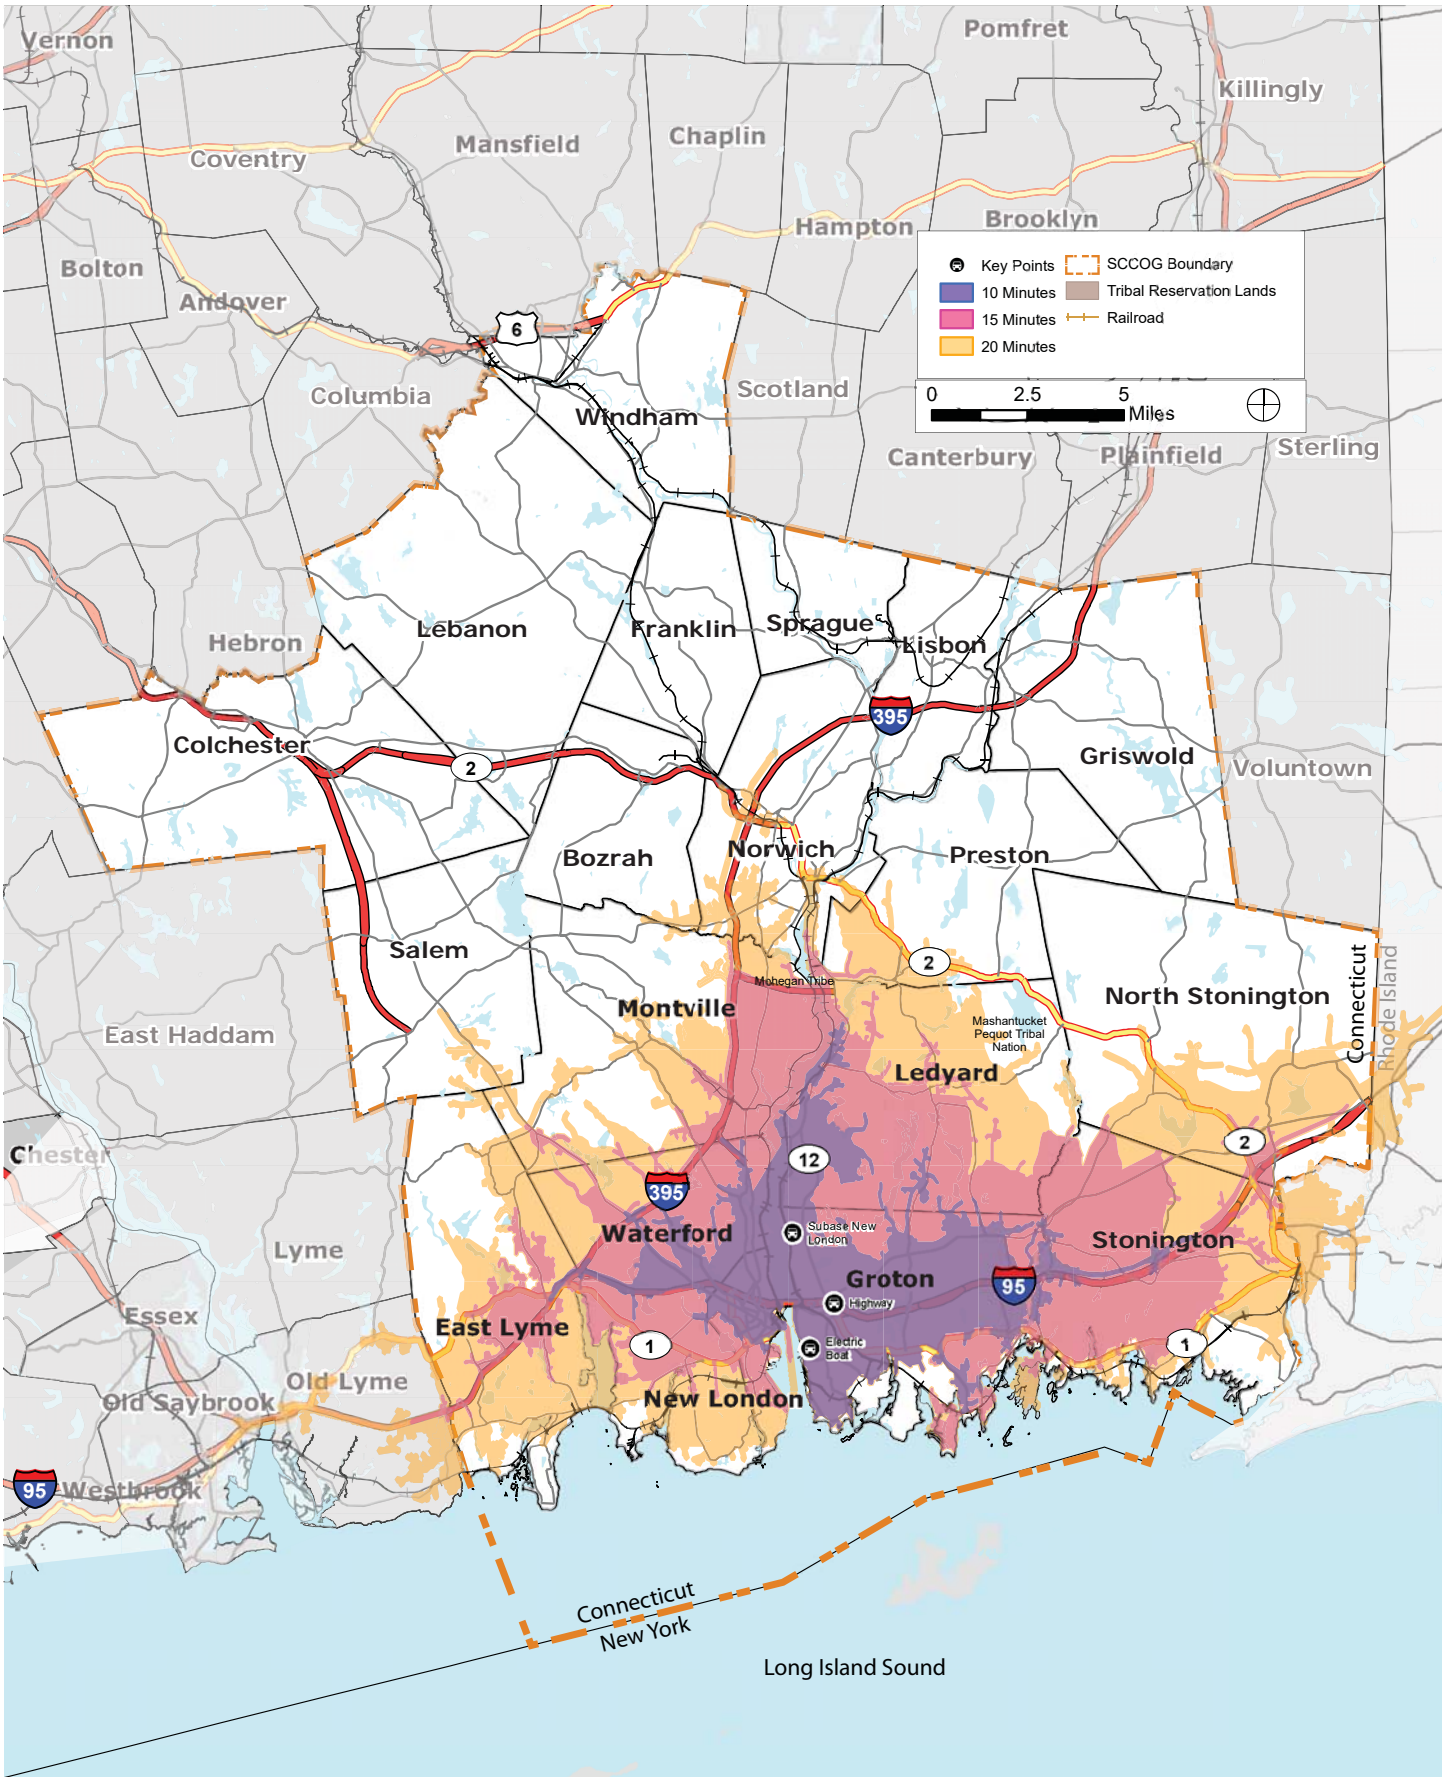 Vernon
Pomfret
Killingly
Chaplin
Mansfield
Coventry
Hampton
Brooklyn
Bolton
Andover
Key Points
10 Minutes
15 Minutes
20 Minutes
SCCOG Boundary
Tribal Reservation Lands
Railroad
0 2.5 5
Miles
6
Columbia
Scotland
Windham
Canterbury
Plainfield
Sterling
Lebanon
Franklin
Sprague
Lisbon
Hebron
395
Colchester
2
Griswold
Voluntown
Norwich
Bozrah
Preston
Salem
2
Mohegan Tribe
Montville
North Stonington
Connecticut
Rhode Island
Mashantucket
Pequot Tribal
Nation
East Haddam
Ledyard
Chester
12
2
395
Subase New
London
Waterford
Stonington
Lyme
Groton
95
Highway
Essex
East Lyme
1
Electric
Boat
1
Old Lyme
Old Saybrook
New London
95
Westbrook
Connecticut
New York
Long Island Sound